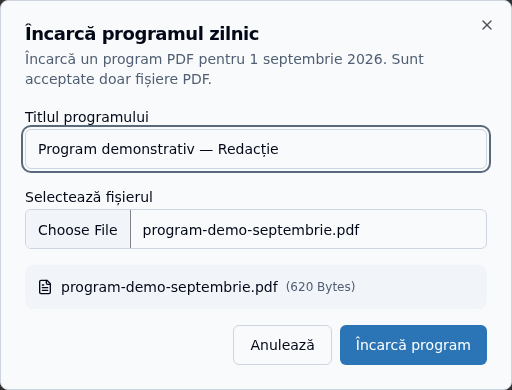 Încarcă programul zilnic
Încarcă un program PDF pentru 1 septembrie 2026. Sunt
acceptate doar fișiere PDF.
Titlul programului
Program demonstrativ — Redacție
Selectează fișierul
Choose File program-demo-septembrie.pdf
program-demo-septembrie.pdf (620 Bytes)
Anulează Încarcă program